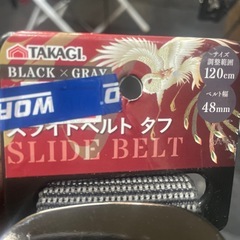 TAKAGI
BLACK × GRAY
サイズ
調整範囲
120cm
WOR
ベルト幅
48mm
スライドベルト タフ
SLIDE BELT